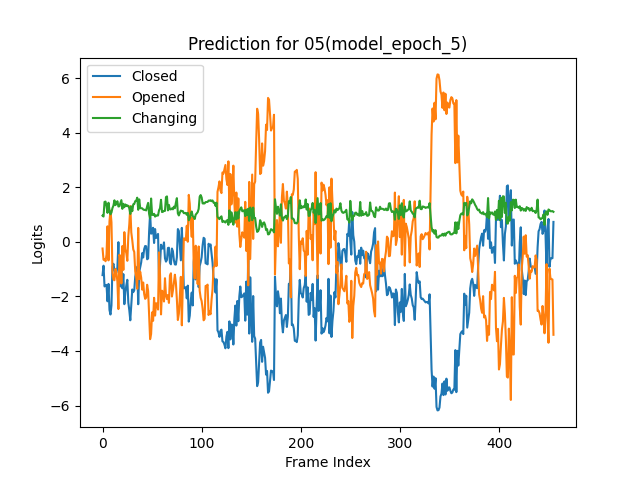 Prediction for 05(model_epoch_5)
Closed
Opened
Changing
6
4
2
0
−2
−4
−6
Logits
0
100
200
300
400
Frame Index